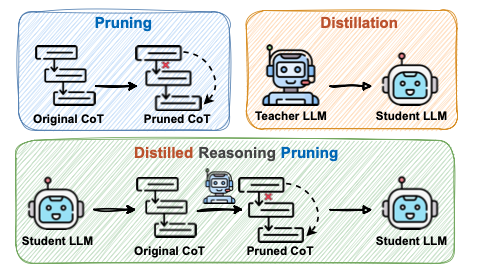 Pruning
Original CoT
Pruned CoT
Distillation
Teacher LLM
Student LLM
Distilled Reasoning Pruning
Student LLM
Original CoT
Pruned CoT
Student LLM